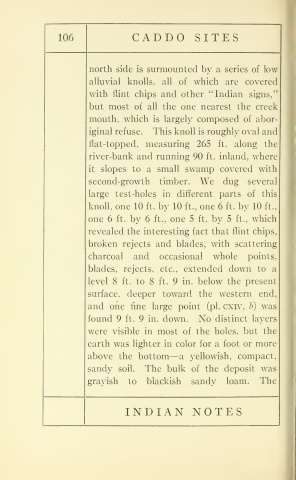 106
CADDO SITES
north side is surmounted by a series of low
alluvial knolls, all of which are covered
with flint chips and other "Indian signs,"
but most of all the one nearest the creek
mouth, which is largely composed of abor-
iginal refuse. This knoll is roughly oval and
flat-topped, measuring 265 ft. along the
river-bank and running 90 ft. inland, where
it slopes to a small swamp covered with
second-growth timber. We dug several
large test-holes in different parts of this
knoll, one 10 ft. by 10 ft., one 6 ft. by 10 ft.,
one 6 ft. by 6 ft., one 5 ft. by 5 ft., which
revealed the interesting fact that flint chips,
broken rejects and blades, with scattering
charcoal and occasional whole points,
blades, rejects, etc., extended down to a
level 8 ft. to 8 ft. 9 in. below the present
surface, deeper toward the western end,
and one fine large point (pl. CXIV, b) was
found 9 ft. 9 in. down. No distinct layers
were visible in most of the holes, but the
earth was lighter in color for a foot or more
above the bottom—a yellowish, compact,
sandy soil. The bulk of the deposit was
grayish to blackish sandy loam. The
INDIAN NOTES